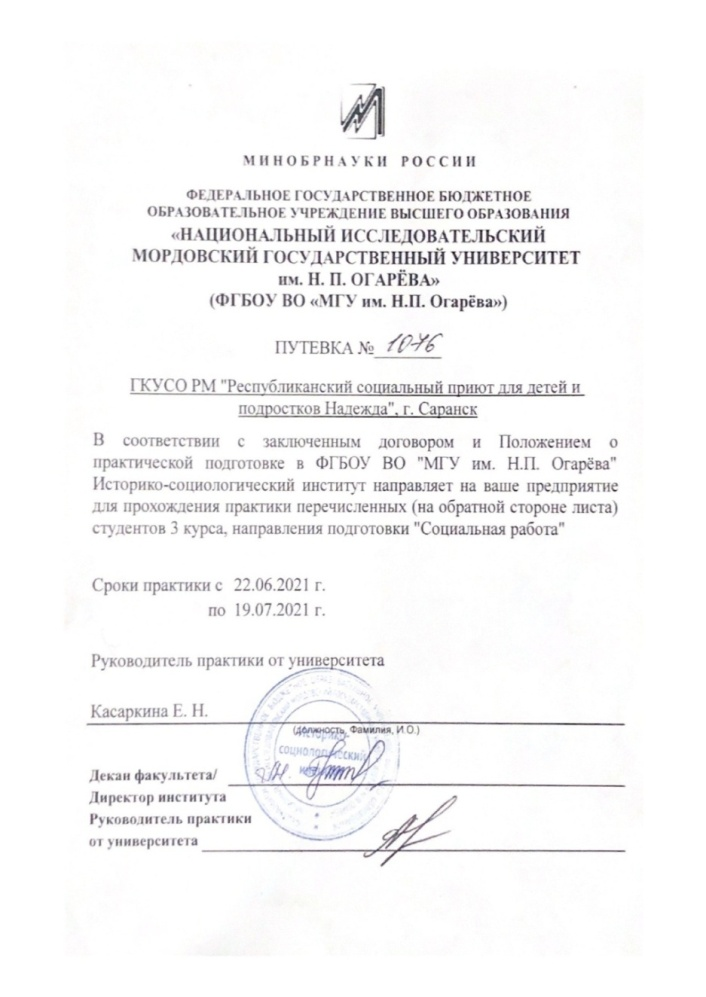 МИНОБРНАУКИ РОССИИ
ФЕДЕРАЛЬНОЕ ГОСУДАРСТВЕННОЕ БЮДЖЕТНОЕ
ОБРАЗОВАТЕЛЬНОЕ УЧРЕЖДЕНИЕ ВЫСШЕГО ОБРАЗОВАНИЯ
«НАЦИОНАЛЬНЫЙ ИССЛЕДОВАТЕЛЬСКИЙ
МОРДОВСКИЙ ГОСУДАРСТВЕННЫЙ УНИВЕРСИТЕТ
им. Н. П. ОГАРЁВА»
(ФГБОУ ВО «МГУ им. Н.П. Огарёва»)
ПУТЕВКА № 1076
ГКУСО РМ "Республиканский социальный приют для детей и
подростков Надежда", г. Саранск
В соответствии с заключенным договором и Положением о
практической подготовке в ФГБОУ ВО "МГУ им. Н.П. Огарёва"
Историко-социологический институт направляет на ваше предприятие
для прохождения практики перечисленных (на обратной стороне листа)
студентов 3 курса, направления подготовки "Социальная работа"
Сроки практики с 22.06.2021 г.
по 19.07.2021 г.
Руководитель практики от университета
Касаркина Е. Н.
(должность, Фамилия, И.О.)
Историко-
социологический
Декан факультета/
Директор института
Руководитель практики
от университета